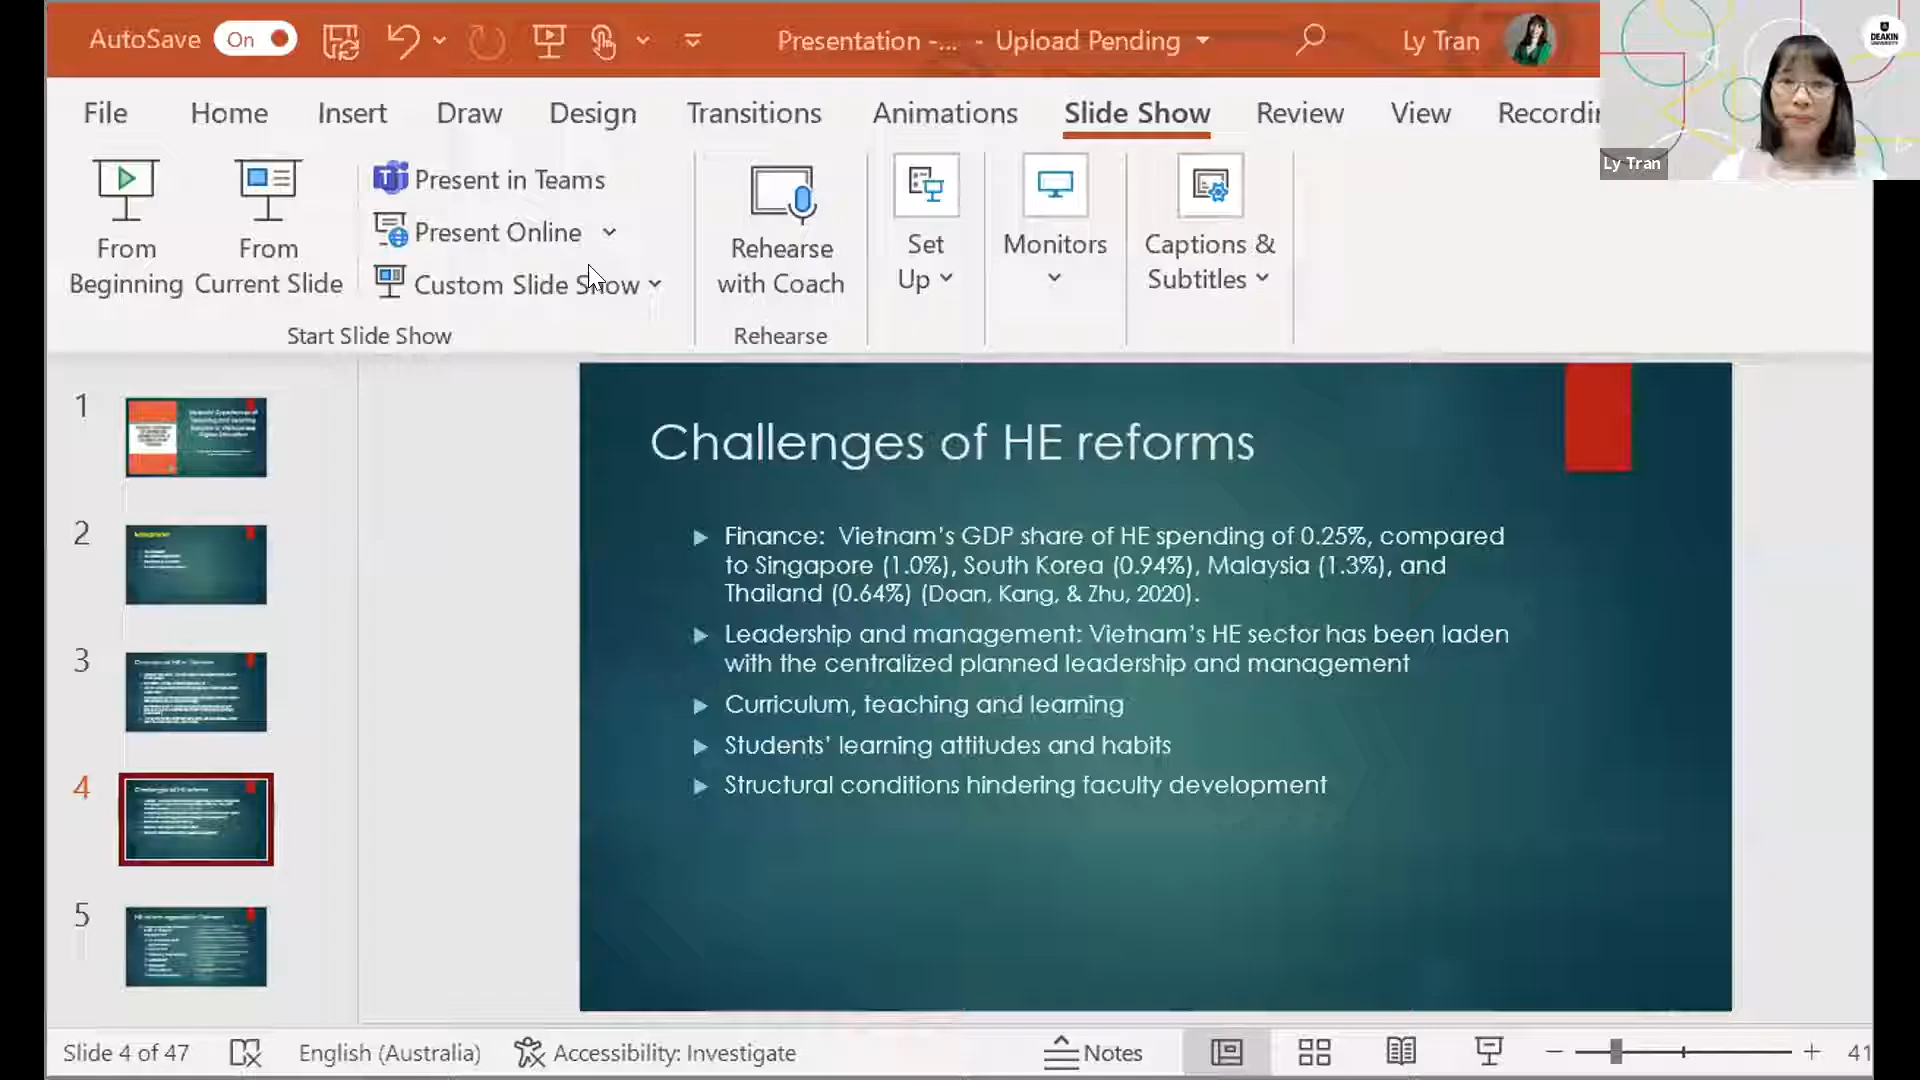 AutoSave On Presentation -... - Upload Pending Ly Tran
DEAKIN
UNIVERSITY
Ly Tran
File Home Insert Draw Design Transitions Animations Slide Show Review View
From
Beginning
From
Current Slide
Present in Teams
Present Online
Custom Slide Show
Start Slide Show
Rehearse
with Coach
Rehearse
Set
Up
Monitors
Captions &
Subtitles
1
2
3
4
5
Challenges of HE reforms
Finance: Vietnam's GDP share of HE spending of 0.25%, compared
to Singapore (1.0%), South Korea (0.94%), Malaysia (1.3%), and
Thailand (0.64%) (Doan, Kang, & Zhu, 2020).
Leadership and management: Vietnam's HE sector has been laden
with the centralized planned leadership and management
Curriculum, teaching and learning
Students' learning attitudes and habits
Structural conditions hindering faculty development
Slide 4 of 47 English (Australia) Accessibility: Investigate Notes 41